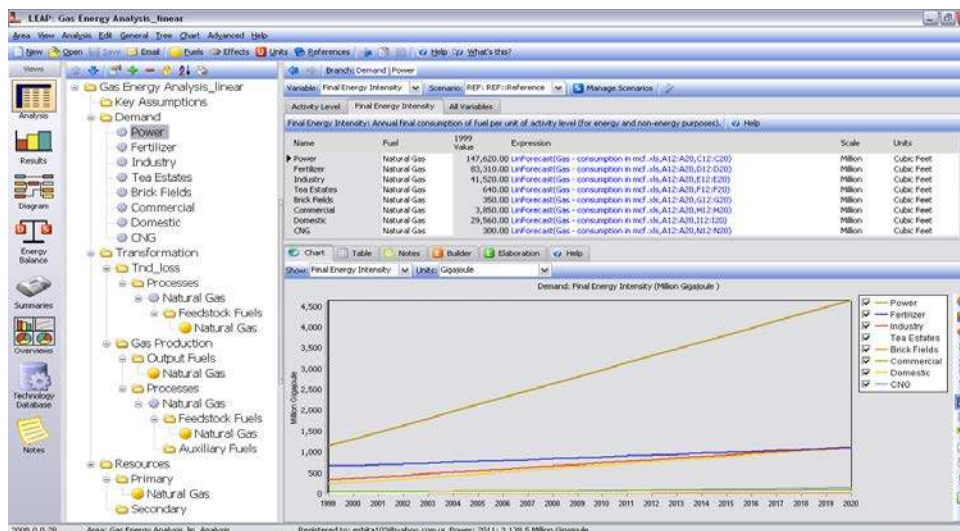 LEAP: Gas Energy Analysis_linear
Area View Analysis Edit General Tree Chart Advanced Help
New Open Save Email Fuels Effects Units References Help What's this?
Views
Branch: Demand | Power
Variable: Final Energy Intensity Scenario: REF: REF::Reference Manage Scenarios
Activity Level Final Energy Intensity All Variables
Final Energy Intensity: Annual final consumption of fuel per unit of activity level (for energy and non-energy purposes). Help
Name Fuel 1999 Value Expression Scale Units
Power Natural Gas 147,620.00 LinForecast(Gas - consumption in mcf.xls,A12:A20,C12:C20) Million Cubic Feet
Fertilizer Natural Gas 83,310.00 LinForecast(Gas - consumption in mcf.xls,A12:A20,D12:D20) Million Cubic Feet
Industry Natural Gas 41,520.00 LinForecast(Gas - consumption in mcf.xls,A12:A20,E12:E20) Million Cubic Feet
Tea Estates Natural Gas 640.00 LinForecast(Gas - consumption in mcf.xls,A12:A20,F12:F20) Million Cubic Feet
Brick Fields Natural Gas 350.00 LinForecast(Gas - consumption in mcf.xls,A12:A20,G12:G20) Million Cubic Feet
Commercial Natural Gas 3,850.00 LinForecast(Gas - consumption in mcf.xls,A12:A20,H12:H20) Million Cubic Feet
Domestic Natural Gas 29,560.00 LinForecast(Gas - consumption in mcf.xls,A12:A20,I12:I20) Million Cubic Feet
CNG Natural Gas 300.00 LinForecast(Gas - consumption in mcf.xls,A12:A20,N12:N20) Million Cubic Feet
Chart Table Notes Builder Elaboration Help
Show: Final Energy Intensity Units: Gigajoule
Demand: Final Energy Intensity (Million Gigajoule )
Million Gigajoule
4,500
4,000
3,500
3,000
2,500
2,000
1,500
1,000
500
0
1999 2000 2001 2002 2003 2004 2005 2006 2007 2008 2009 2010 2011 2012 2013 2014 2015 2016 2017 2018 2019 2020
Power
Fertilizer
Industry
Tea Estates
Brick Fields
Commercial
Domestic
CNG
Analysis
Results
Diagram
Energy Balance
Summaries
Overviews
Technology Database
Notes
Gas Energy Analysis_linear
Key Assumptions
Demand
Power
Fertilizer
Industry
Tea Estates
Brick Fields
Commercial
Domestic
CNG
Transformation
Tnd_loss
Processes
Natural Gas
Feedstock Fuels
Natural Gas
Gas Production
Output Fuels
Natural Gas
Processes
Natural Gas
Feedstock Fuels
Natural Gas
Auxiliary Fuels
Resources
Primary
Natural Gas
Secondary
Area: Gas Energy Analysis_lin Analysis Power: 2011: 3,138.5 Million Gigajoule